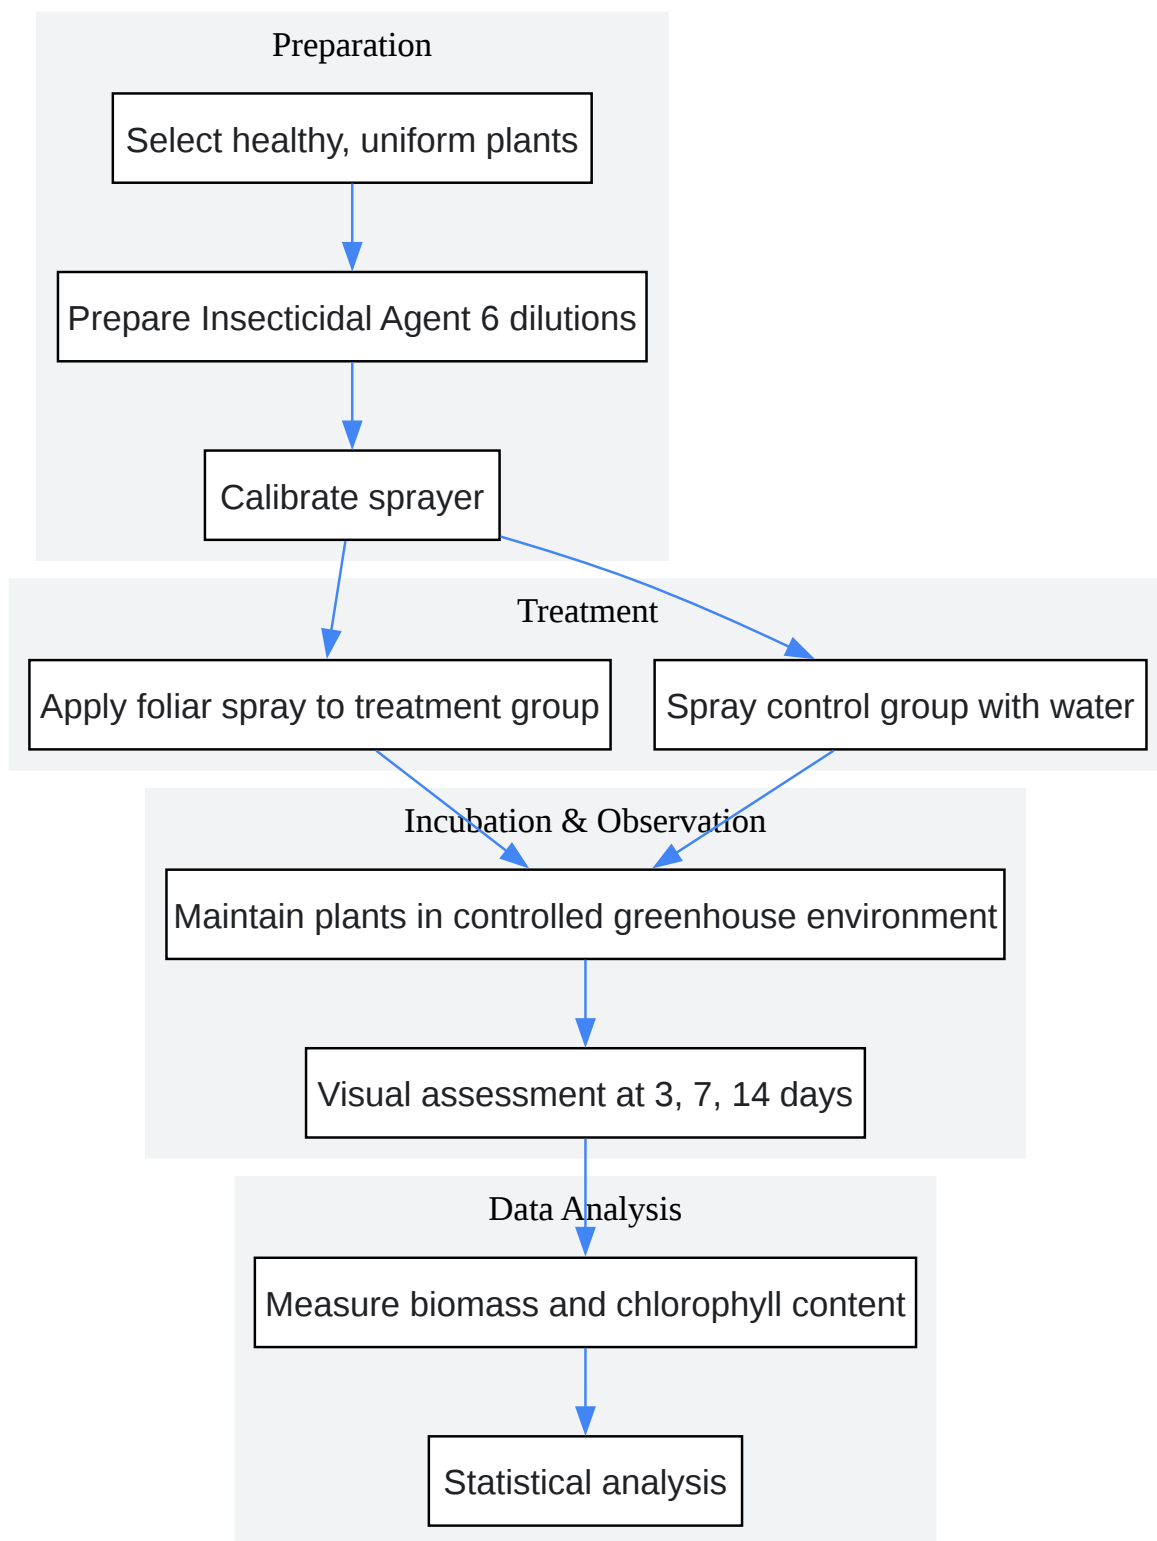 Preparation
Select healthy, uniform plants
Prepare Insecticidal Agent 6 dilutions
Calibrate sprayer
Treatment
Apply foliar spray to treatment group
Spray control group with water
Incubation & Observation
Maintain plants in controlled greenhouse environment
Visual assessment at 3, 7, 14 days
Data Analysis
Measure biomass and chlorophyll content
Statistical analysis